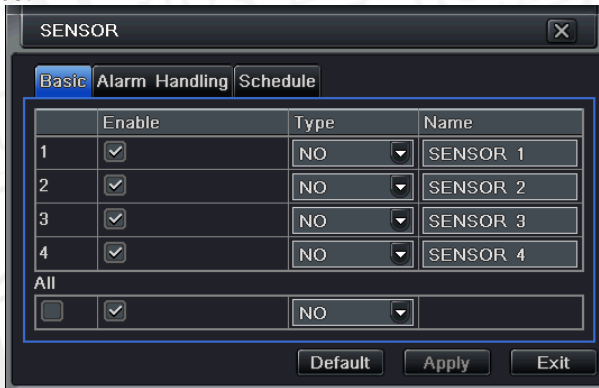 SENSOR
Basic Alarm Handling Schedule
Enable Type Name
1 NO SENSOR 1
2 NO SENSOR 2
3 NO SENSOR 3
4 NO SENSOR 4
All
NO
Default Apply Exit